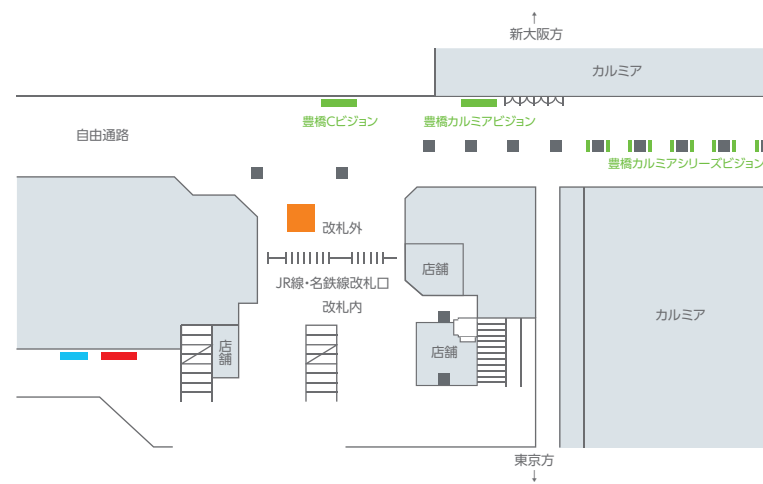 ↑
新大阪方
カルミア
豊橋Cビジョン
豊橋カルミアビジョン
自由通路
豊橋カルミアシリーズビジョン
改札外
店舗
JR線・名鉄線改札口
改札内
カルミア
店舗
店舗
東京方
↓